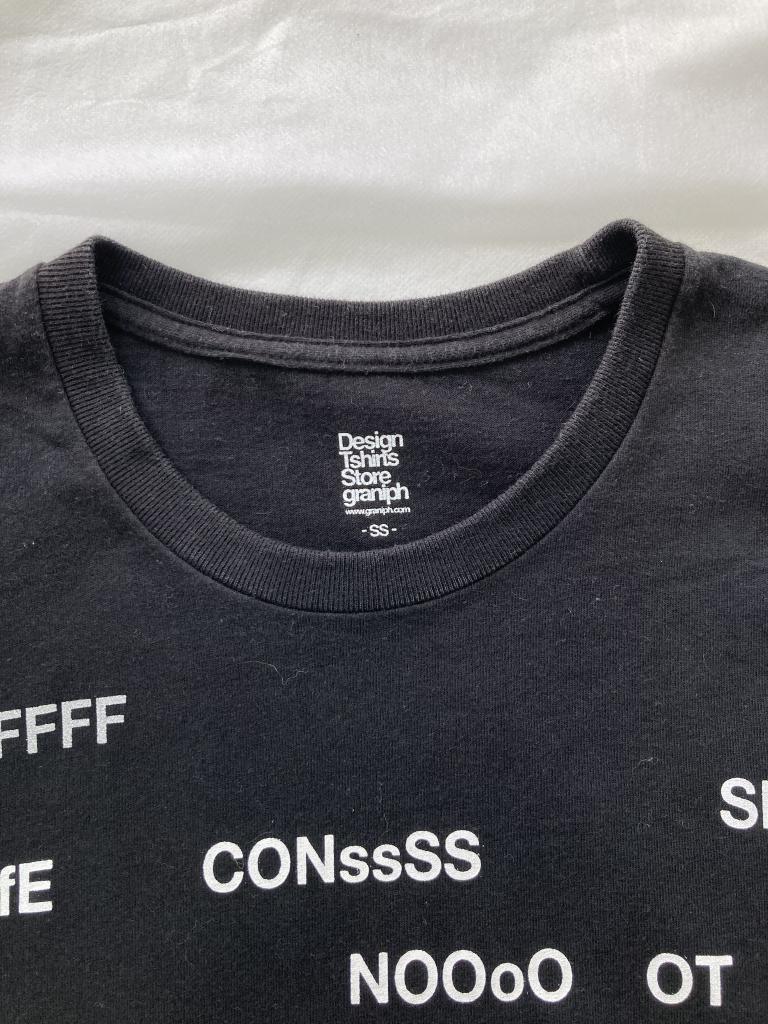 Design
Tshirts
Store
graniph
www.graniph.com
- SS -
FFFF
CONssSS
fE
NOOoO
OT